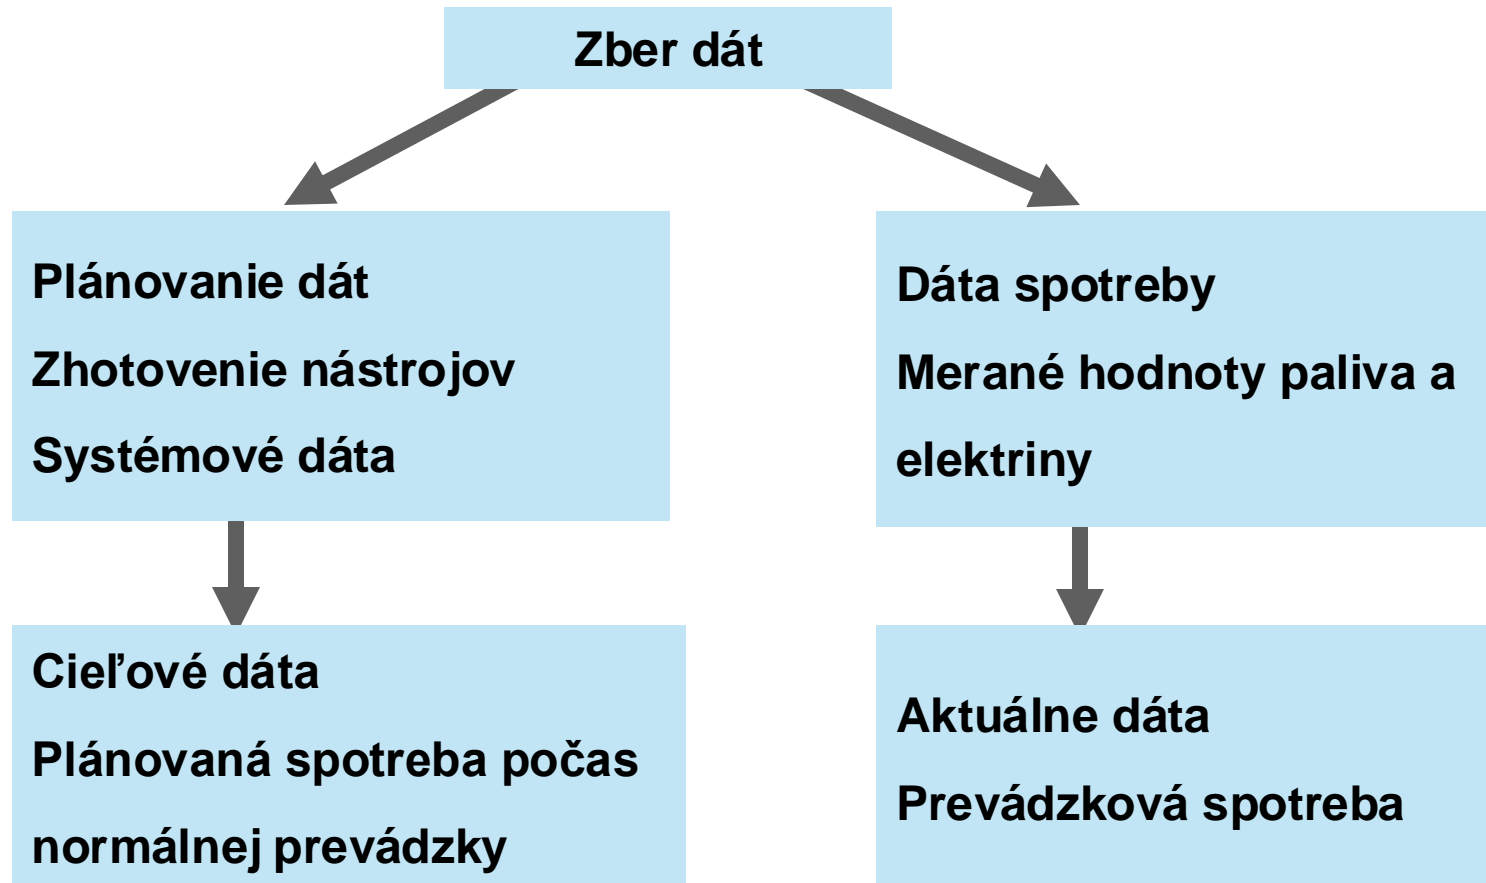 Zber dát
Plánovanie dát
Zhotovenie nástrojov
Systémové dáta
Dáta spotreby
Merané hodnoty paliva a
elektriny
Cieľové dáta
Plánovaná spotreba počas
normálnej prevádzky
Aktuálne dáta
Prevádzková spotreba